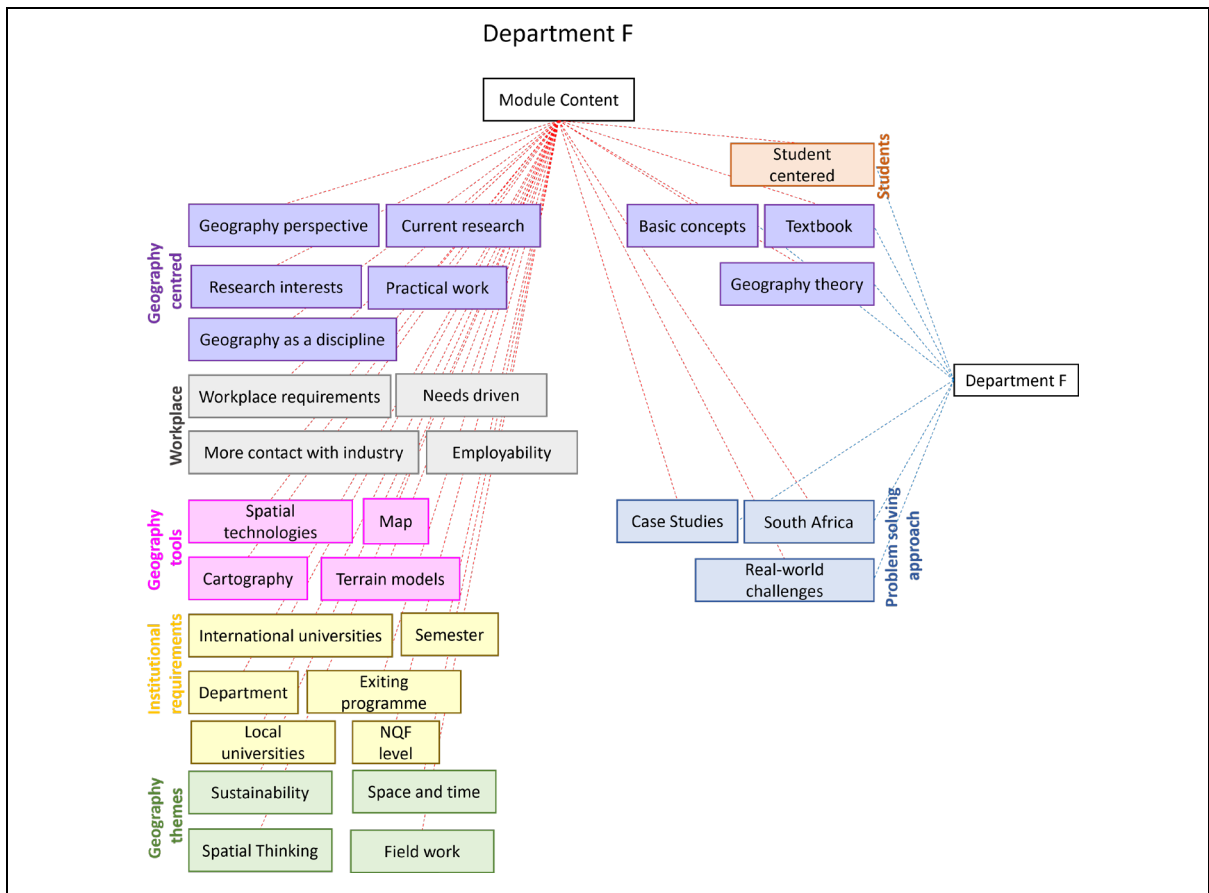 Department F
Module Content
Students
Student
centered
Geography
centred
Geography perspective
Current research
Basic concepts
Textbook
Research interests
Practical work
Geography theory
Geography as a discipline
Department F
Workplace
Workplace requirements
Needs driven
More contact with industry
Employability
Geography
tools
Spatial
technologies
Map
Cartography
Terrain models
Case Studies
South Africa
Real-world
challenges
Problem solving
approach
Institutional
requirements
International universities
Semester
Department
Exiting
programme
Local
universities
NQF
level
Geography
themes
Sustainability
Space and time
Spatial Thinking
Field work